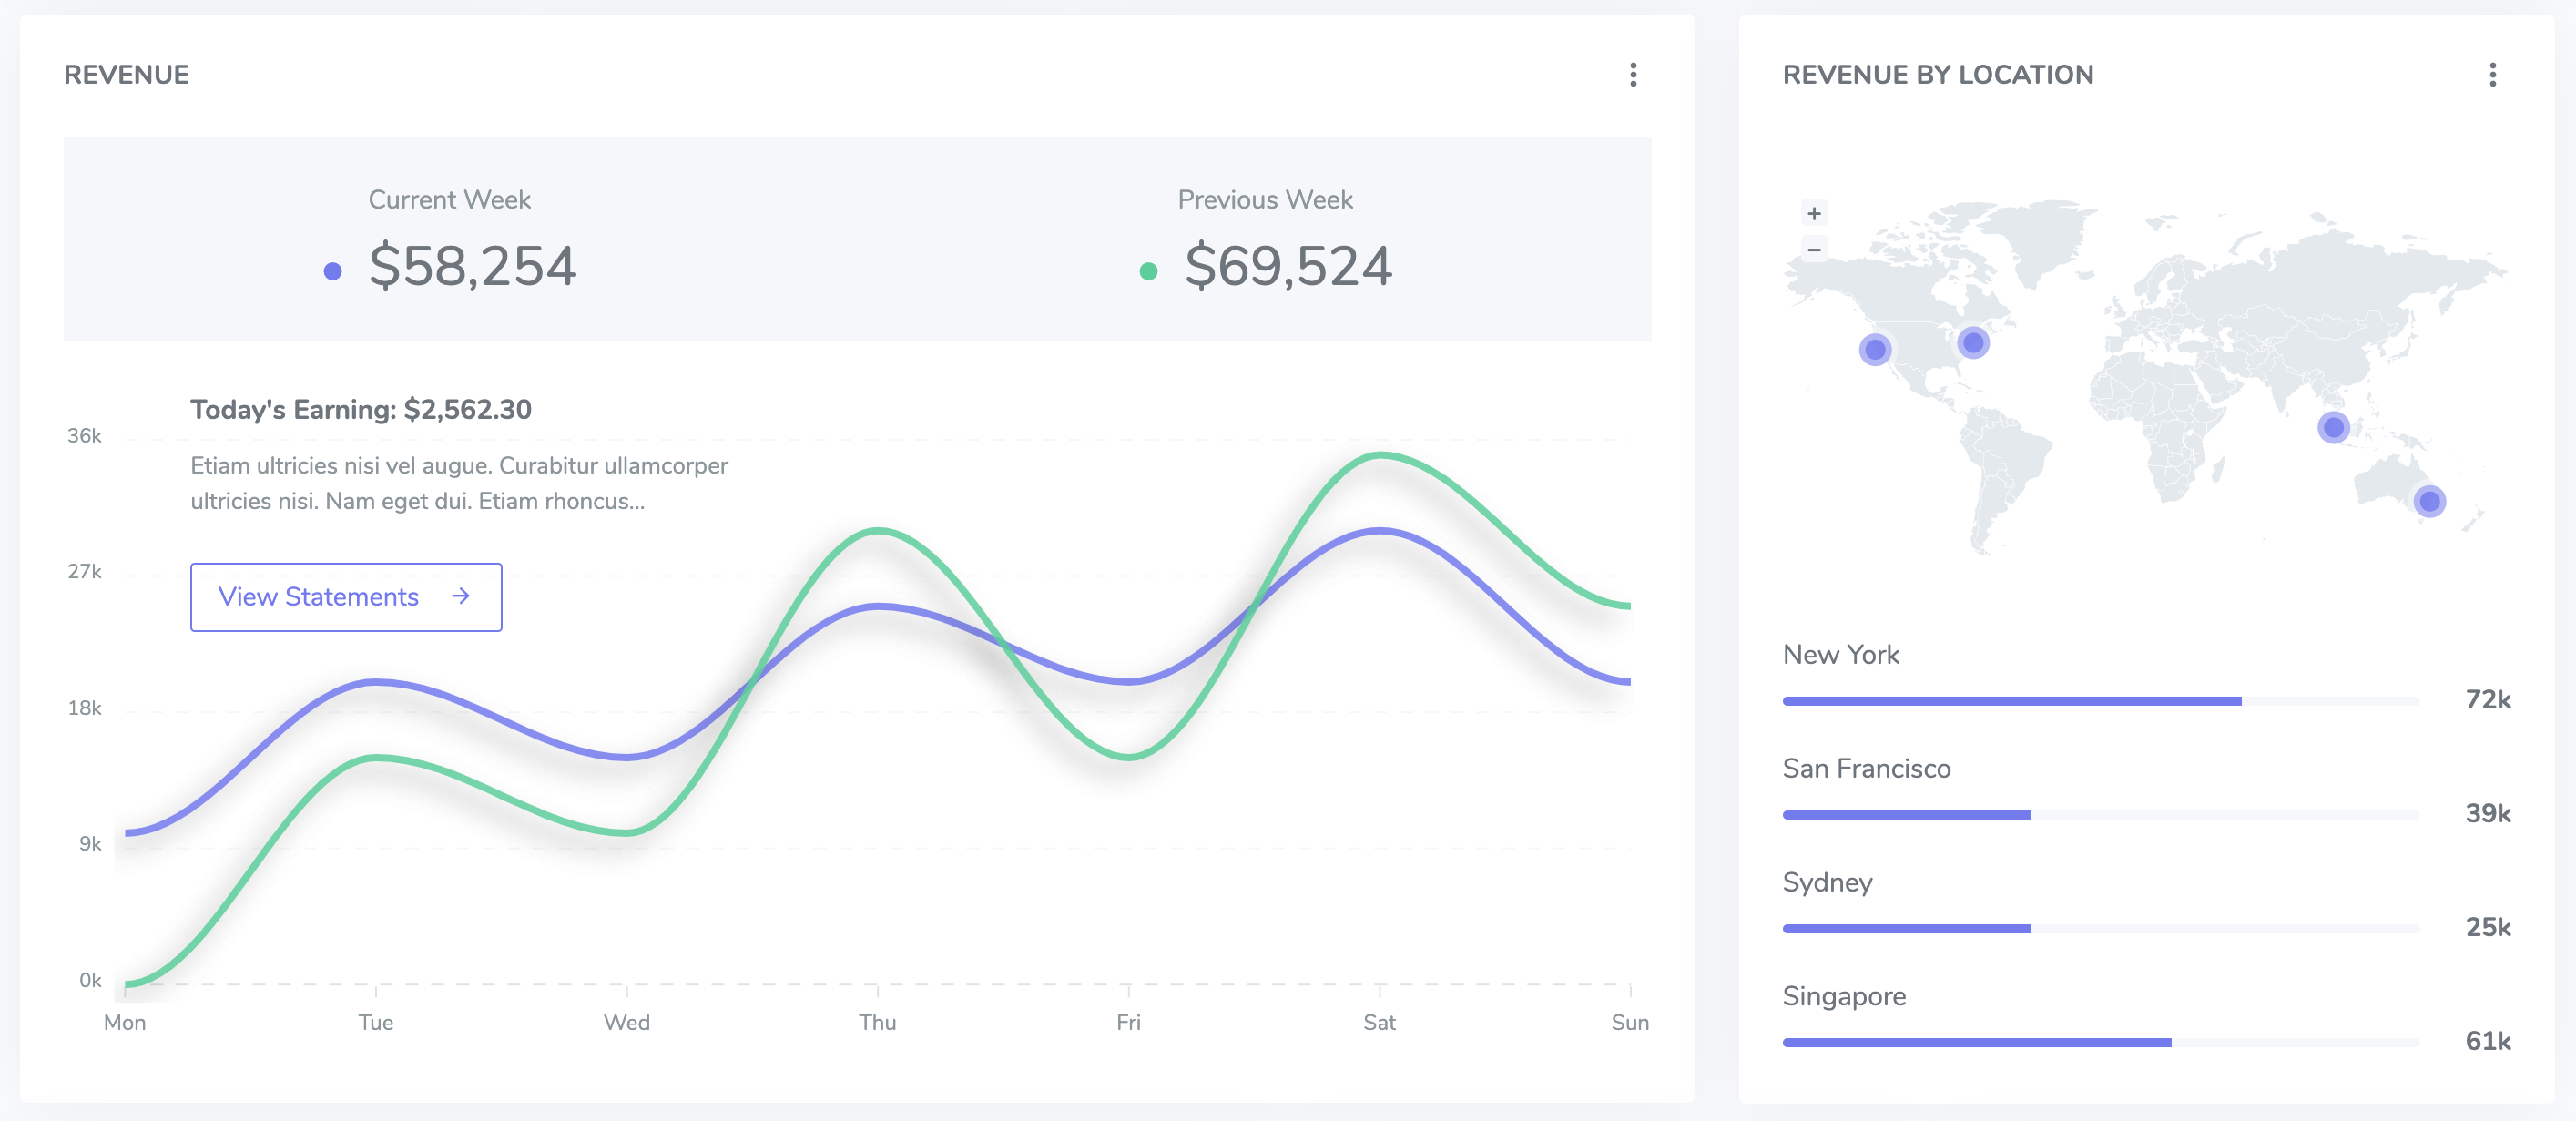 REVENUE
Current Week
$58,254
Previous Week
$69,524
Today's Earning: $2,562.30
Etiam ultricies nisi vel augue. Curabitur ullamcorper
ultricies nisi. Nam eget dui. Etiam rhoncus...
View Statements →
36k
27k
18k
9k
0k
Mon Tue Wed Thu Fri Sat Sun
REVENUE BY LOCATION
+
−
New York
72k
San Francisco
39k
Sydney
25k
Singapore
61k